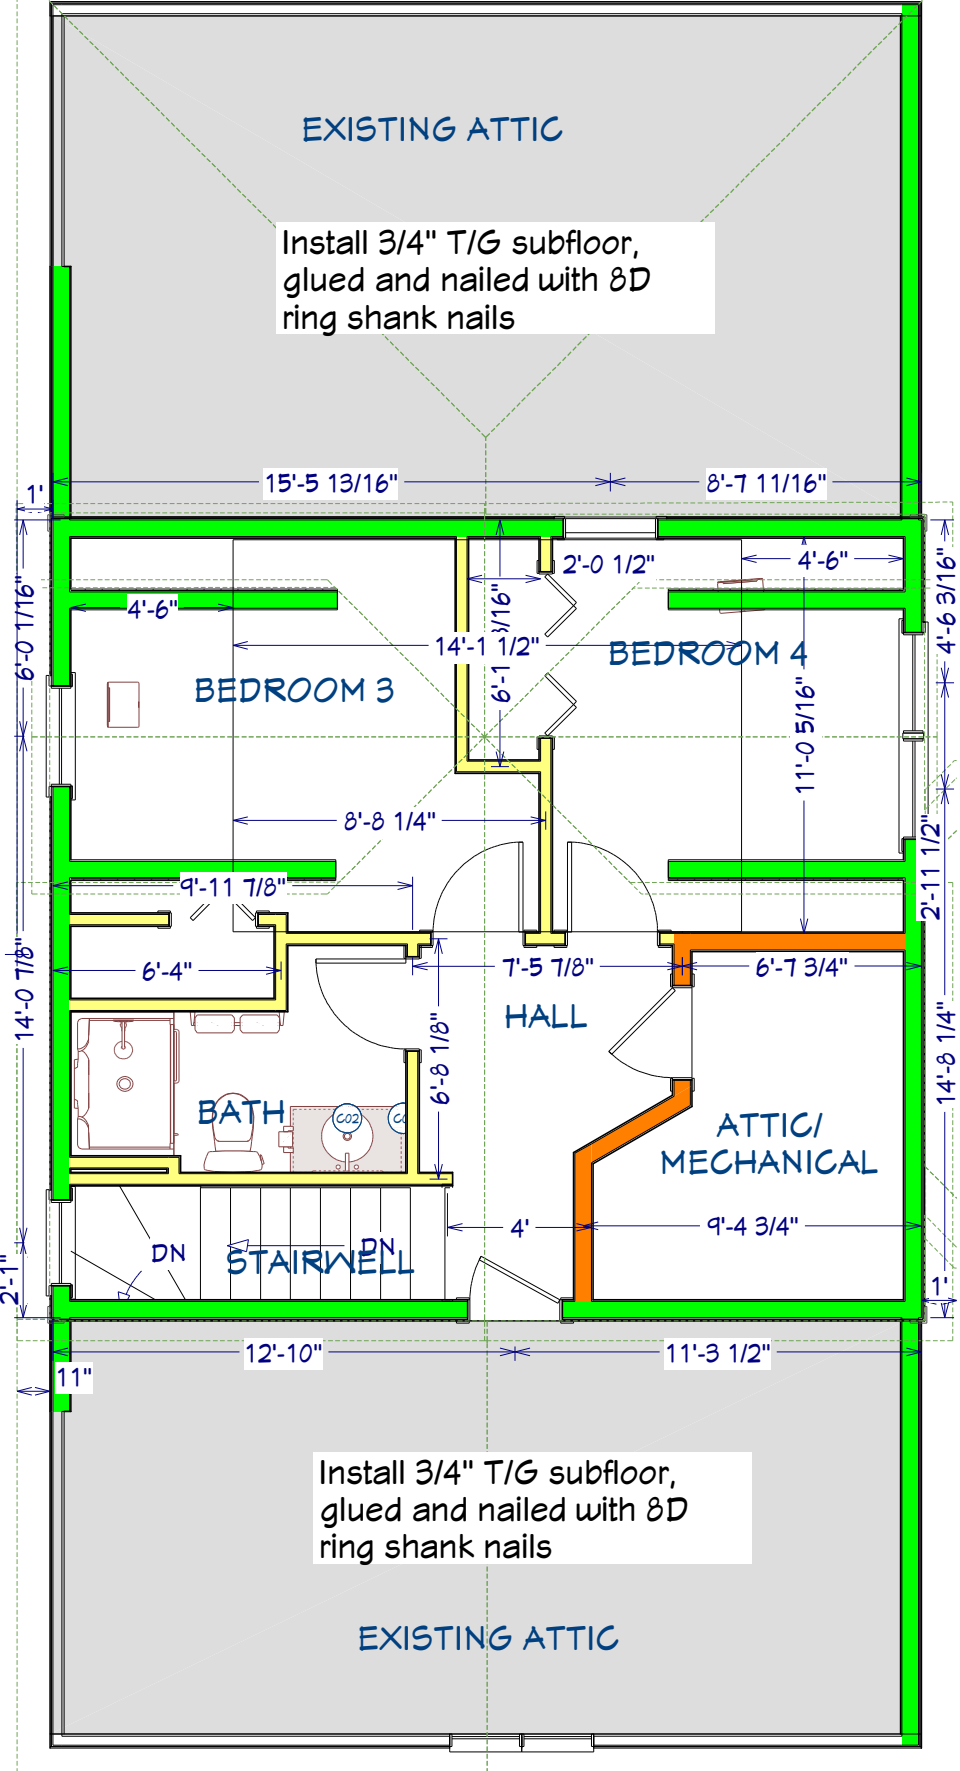 EXISTING ATTIC
Install 3/4" T/G subfloor,
glued and nailed with 8D
ring shank nails
15'-5 13/16"
8'-7 11/16"
1'
2'-0 1/2"
4'-6"
4'-6"
6'-0 1/16"
4'-6 3/16"
14'-1 1/2"
BEDROOM 4
BEDROOM 3
11'-0 5/16"
8'-8 1/4"
2'-11 1/2"
9'-11 7/8"
6'-4"
7'-5 7/8"
6'-7 3/4"
14'-0 7/8"
HALL
6'-8 1/8"
14'-8 1/4"
BATH
C02
ATTIC/
MECHANICAL
4'
9'-4 3/4"
DN
DN
STAIRWELL
2'-1"
1'
12'-10"
11'-3 1/2"
11"
Install 3/4" T/G subfloor,
glued and nailed with 8D
ring shank nails
EXISTING ATTIC